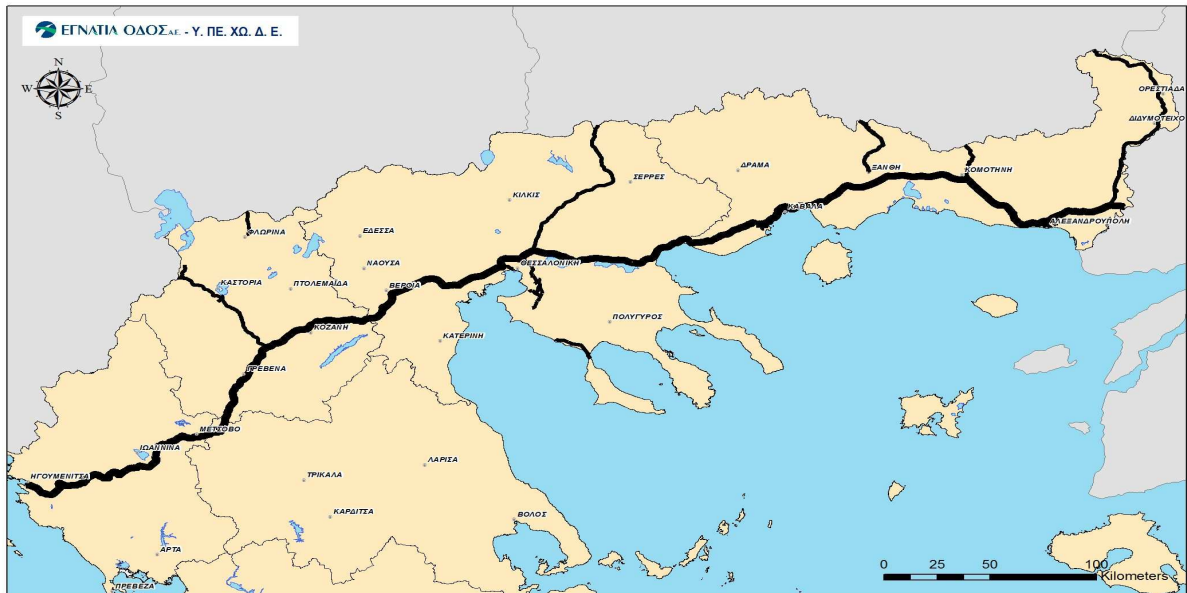 ΕΓΝΑΤΙΑ ΟΔΟΣ Α.Ε. - Υ. ΠΕ. ΧΩ. Δ. Ε.
N
W E
S
ΟΡΕΣΤΙΑΔΑ
ΔΙΔΥΜΟΤΕΙΧΟ
ΔΡΑΜΑ
ΞΑΝΘΗ
ΚΟΜΟΤΗΝΗ
ΣΕΡΡΕΣ
ΚΙΛΚΙΣ
ΚΑΒΑΛΑ
ΑΛΕΞΑΝΔΡΟΥΠΟΛΗ
ΦΛΩΡΙΝΑ
ΕΔΕΣΣΑ
ΘΕΣΣΑΛΟΝΙΚΗ
ΝΑΟΥΣΑ
ΚΑΣΤΟΡΙΑ
ΠΤΟΛΕΜΑΪΔΑ
ΒΕΡΟΙΑ
ΠΟΛΥΓΥΡΟΣ
ΚΟΖΑΝΗ
ΚΑΤΕΡΙΝΗ
ΓΡΕΒΕΝΑ
ΜΕΤΣΟΒΟ
ΙΩΑΝΝΙΝΑ
ΛΑΡΙΣΑ
ΗΓΟΥΜΕΝΙΤΣΑ
ΤΡΙΚΑΛΑ
ΚΑΡΔΙΤΣΑ
ΒΟΛΟΣ
ΑΡΤΑ
ΠΡΕΒΕΖΑ
0 25 50 100
Kilometers